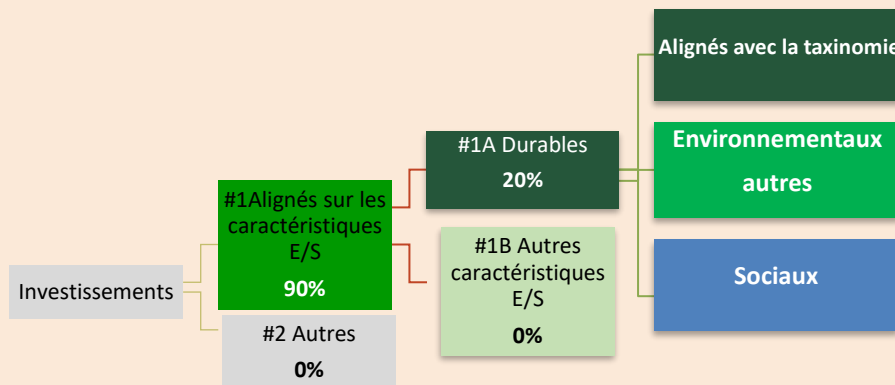 Investissements
#1Alignés sur les
caractéristiques
E/S
90%
#2 Autres
0%
#1A Durables
20%
#1B Autres
caractéristiques
E/S
0%
Alignés avec la taxinomie
Environnementaux
autres
Sociaux